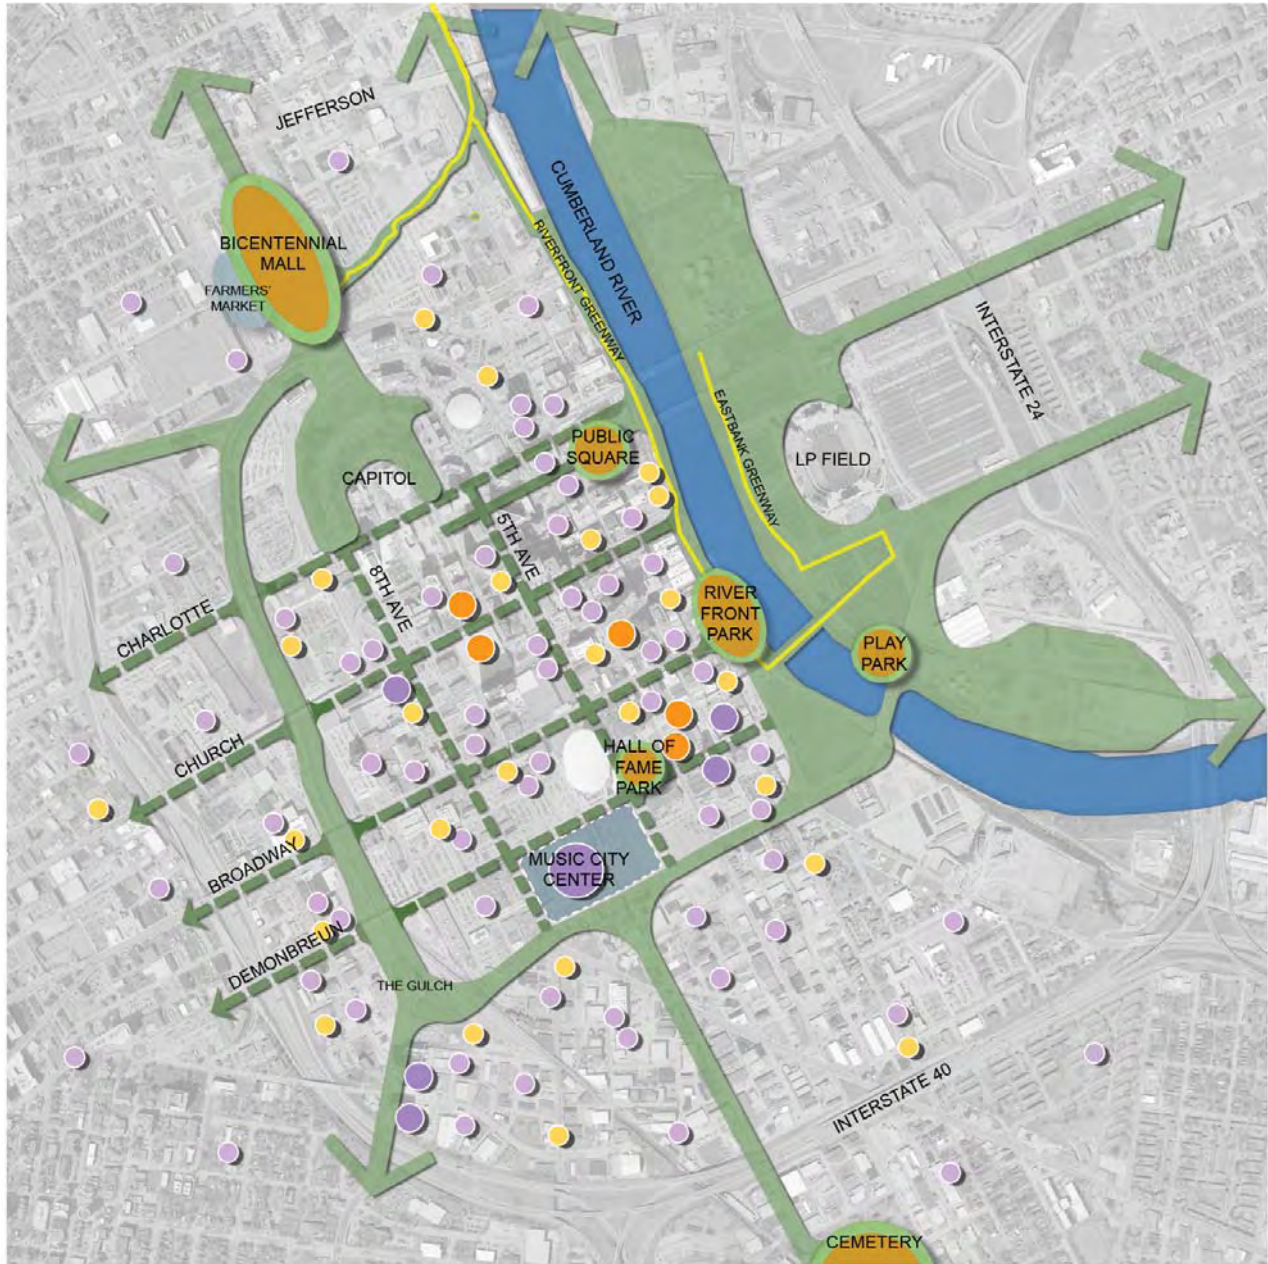 JEFFERSON
CUMBERLAND RIVER
BICENTENNIAL
MALL
FARMERS'
MARKET
RIVERFRONT GREENWAY
INTERSTATE 24
EASTBANK GREENWAY
PUBLIC
SQUARE
LP FIELD
CAPITOL
5TH AVE
8TH AVE
RIVER
FRONT
PARK
CHARLOTTE
PLAY
PARK
CHURCH
HALL OF
FAME
PARK
BROADWAY
MUSIC CITY
CENTER
DEMONBREUN
THE GULCH
INTERSTATE 40
CEMETERY